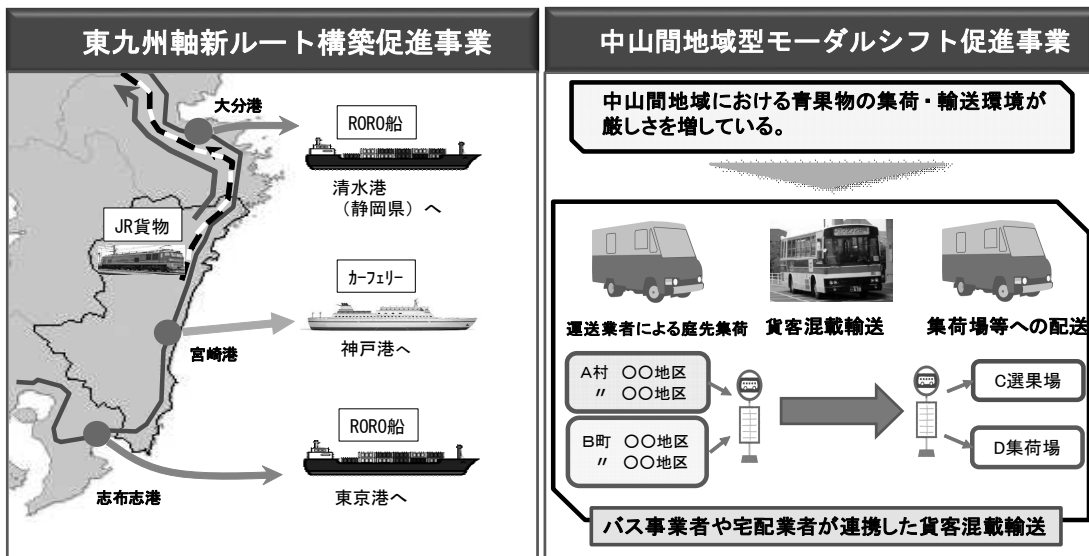 東九州軸新ルート構築促進事業
大分港
RORO船
清水港
（静岡県）へ
JR貨物
カーフェリー
宮崎港
神戸港へ
RORO船
志布志港
東京港へ
中山間地域型モーダルシフト促進事業
中山間地域における青果物の集荷・輸送環境が
厳しさを増している。
運送業者による庭先集荷
貨客混載輸送
集荷場等への配送
A村 〇〇地区
〃 〇〇地区
B町 〇〇地区
〃 〇〇地区
C選果場
D集荷場
バス事業者や宅配業者が連携した貨客混載輸送